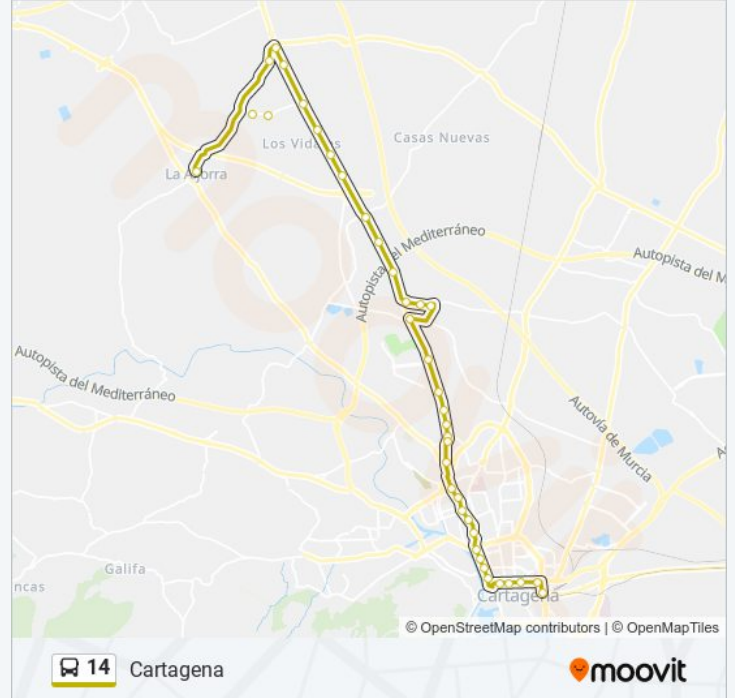 Casas Nuevas
Los Vidales
La Aljorra
Autopista del Mediterráneo
Autopista del M
Autopista del Mediterráneo
Autovía de Murcia
A
Galifa
ncas
Cartagena
© OpenStreetMap contributors | © OpenMapTiles
14 Cartagena
moovit